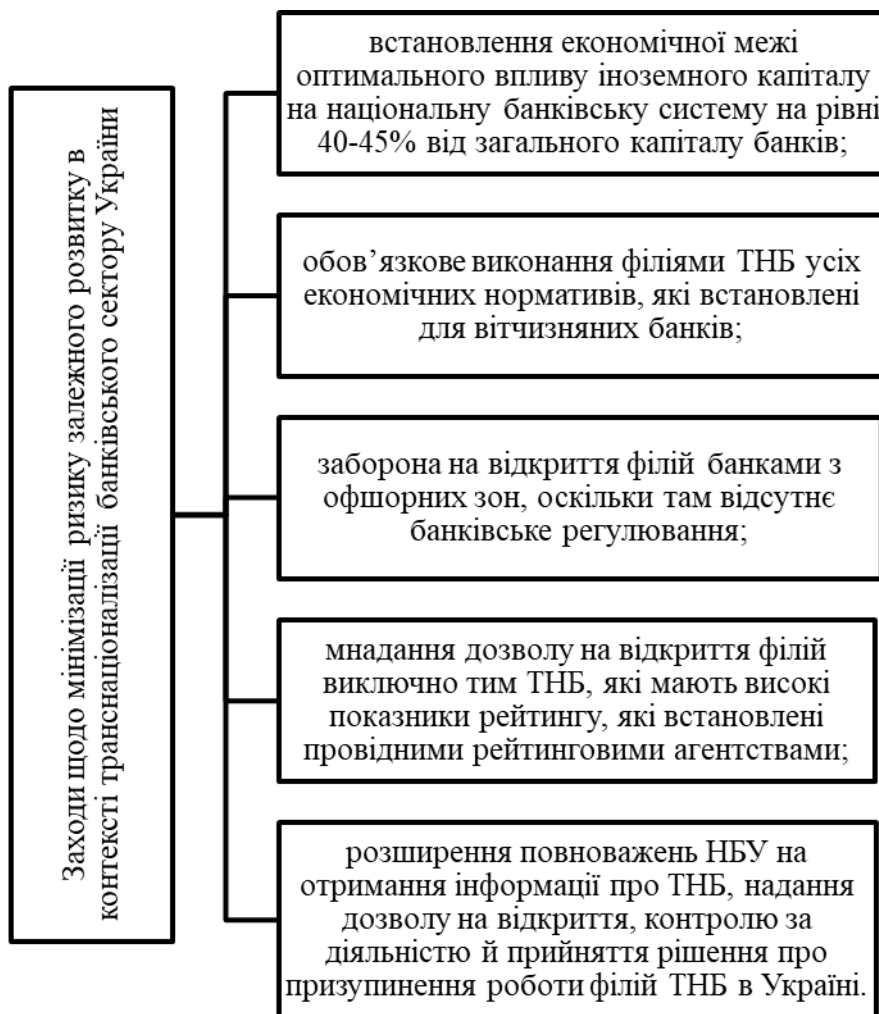 Заходи щодо мінімізації ризику залежного розвитку в
контексті транснаціоналізації банківського сектору України
встановлення економічної межі
оптимального впливу іноземного капіталу
на національну банківську систему на рівні
40-45% від загального капіталу банків;
обов’язкове виконання філіями ТНБ усіх
економічних нормативів, які встановлені
для вітчизняних банків;
заборона на відкриття філій банками з
офшорних зон, оскільки там відсутнє
банківське регулювання;
мнадання дозволу на відкриття філій
виключно тим ТНБ, які мають високі
показники рейтингу, які встановлені
провідними рейтинговими агентствами;
розширення повноважень НБУ на
отримання інформації про ТНБ, надання
дозволу на відкриття, контролю за
діяльністю й прийняття рішення про
призупинення роботи філій ТНБ в Україні.